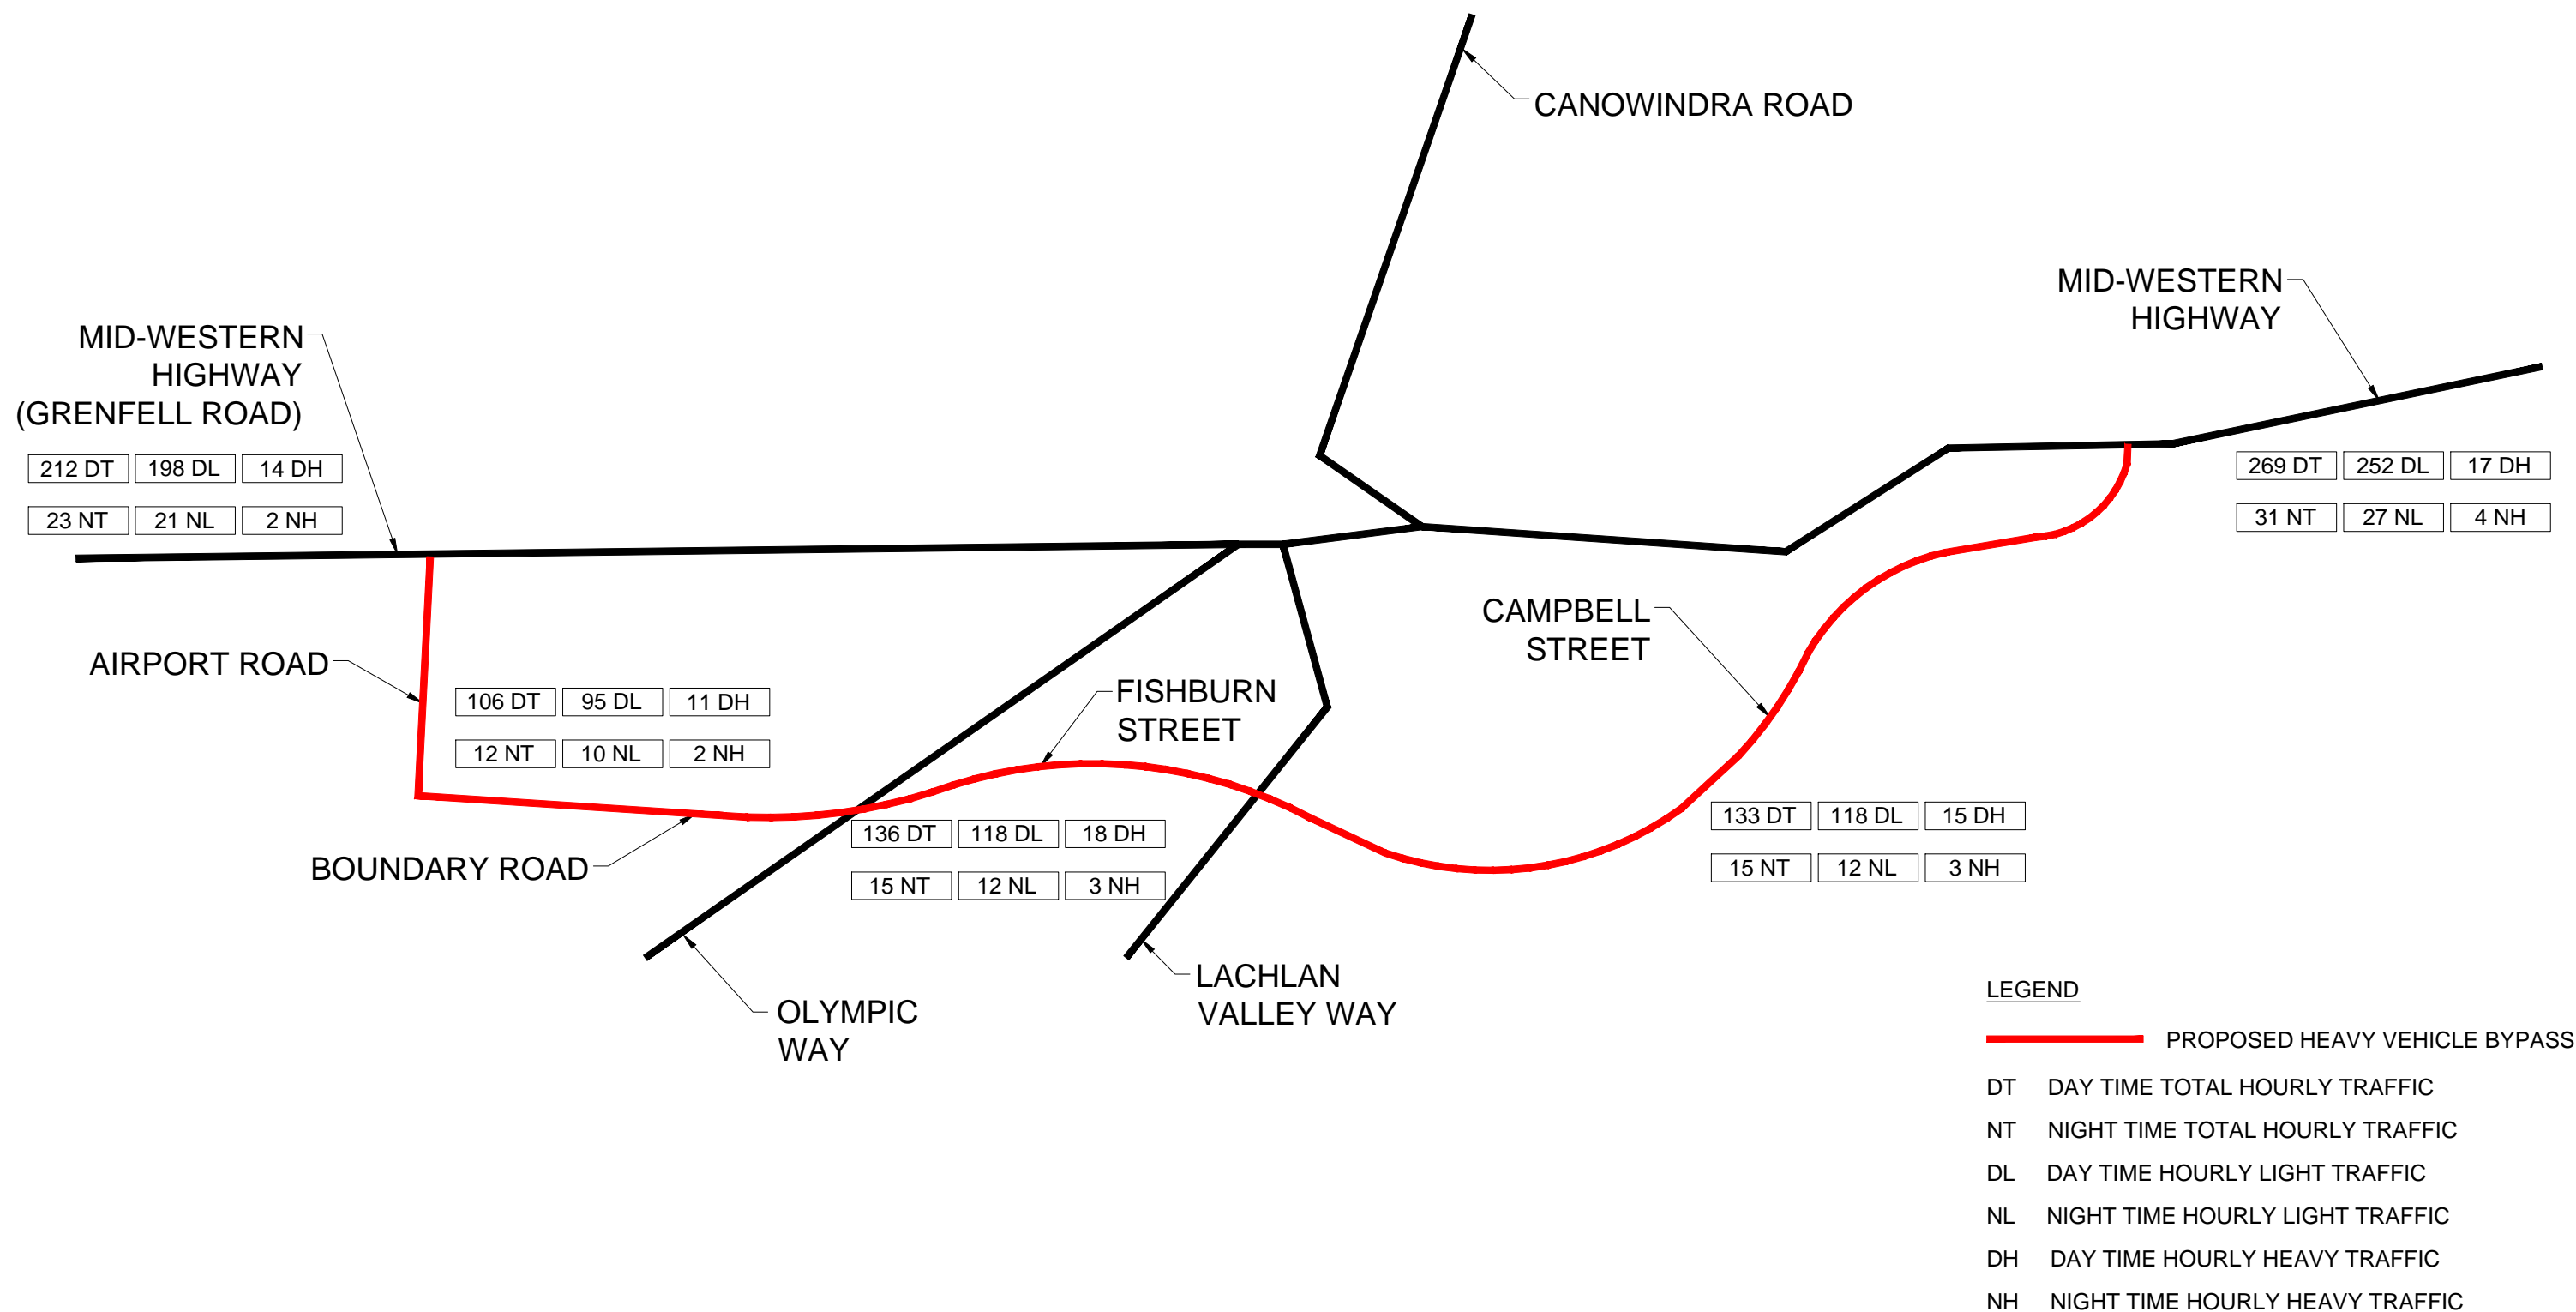 CANOWINDRA ROAD
MID-WESTERN
HIGHWAY
MID-WESTERN
HIGHWAY
(GRENFELL ROAD)
212 DT 198 DL 14 DH
23 NT 21 NL 2 NH
269 DT 252 DL 17 DH
31 NT 27 NL 4 NH
CAMPBELL
STREET
AIRPORT ROAD
106 DT 95 DL 11 DH
12 NT 10 NL 2 NH
FISHBURN
STREET
BOUNDARY ROAD
136 DT 118 DL 18 DH
15 NT 12 NL 3 NH
133 DT 118 DL 15 DH
15 NT 12 NL 3 NH
LACHLAN
VALLEY WAY
OLYMPIC
WAY
LEGEND
PROPOSED HEAVY VEHICLE BYPASS
DT DAY TIME TOTAL HOURLY TRAFFIC
NT NIGHT TIME TOTAL HOURLY TRAFFIC
DL DAY TIME HOURLY LIGHT TRAFFIC
NL NIGHT TIME HOURLY LIGHT TRAFFIC
DH DAY TIME HOURLY HEAVY TRAFFIC
NH NIGHT TIME HOURLY HEAVY TRAFFIC